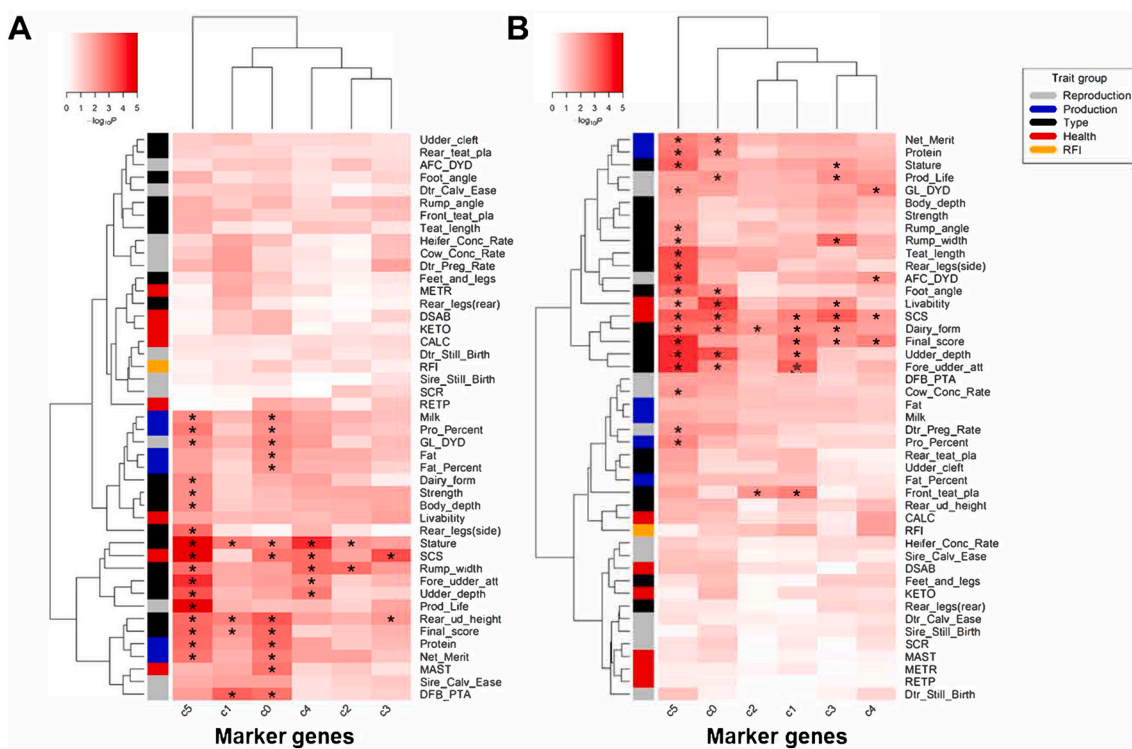 A
0 1 2 3 4 5
−log10P
Udder_cleft
Rear_teat_pla
AFC_DYD
Foot_angle
Dtr_Calv_Ease
Rump_angle
Front_teat_pla
Teat_length
Heifer_Conc_Rate
Cow_Conc_Rate
Dtr_Preg_Rate
Feet_and_legs
METR
Rear_legs(rear)
DSAB
KETO
CALC
Dtr_Still_Birth
RFI
Sire_Still_Birth
SCR
RETP
Milk
Pro_Percent
GL_DYD
Fat
Fat_Percent
Dairy_form
Strength
Body_depth
Livability
Rear_legs(side)
Stature
SCS
Rump_width
Fore_udder_att
Udder_depth
Prod_Life
Rear_ud_height
Final_score
Protein
Net_Merit
MAST
Sire_Calv_Ease
DFB_PTA
c5 c1 c0 c4 c2 c3
Marker genes
B
0 1 2 3 4 5
−log10P
Net_Merit
Protein
Stature
Prod_Life
GL_DYD
Body_depth
Strength
Rump_angle
Rump_width
Teat_length
Rear_legs(side)
AFC_DYD
Foot_angle
Livability
SCS
Dairy_form
Final_score
Udder_depth
Fore_udder_att
DFB_PTA
Cow_Conc_Rate
Fat
Milk
Dtr_Preg_Rate
Pro_Percent
Rear_teat_pla
Udder_cleft
Fat_Percent
Front_teat_pla
Rear_ud_height
CALC
RFI
Heifer_Conc_Rate
Sire_Calv_Ease
DSAB
Feet_and_legs
KETO
Rear_legs(rear)
Dtr_Calv_Ease
Sire_Still_Birth
SCR
MAST
METR
RETP
Dtr_Still_Birth
c5 c0 c2 c1 c3 c4
Marker genes
Trait group
Reproduction
Production
Type
Health
RFI